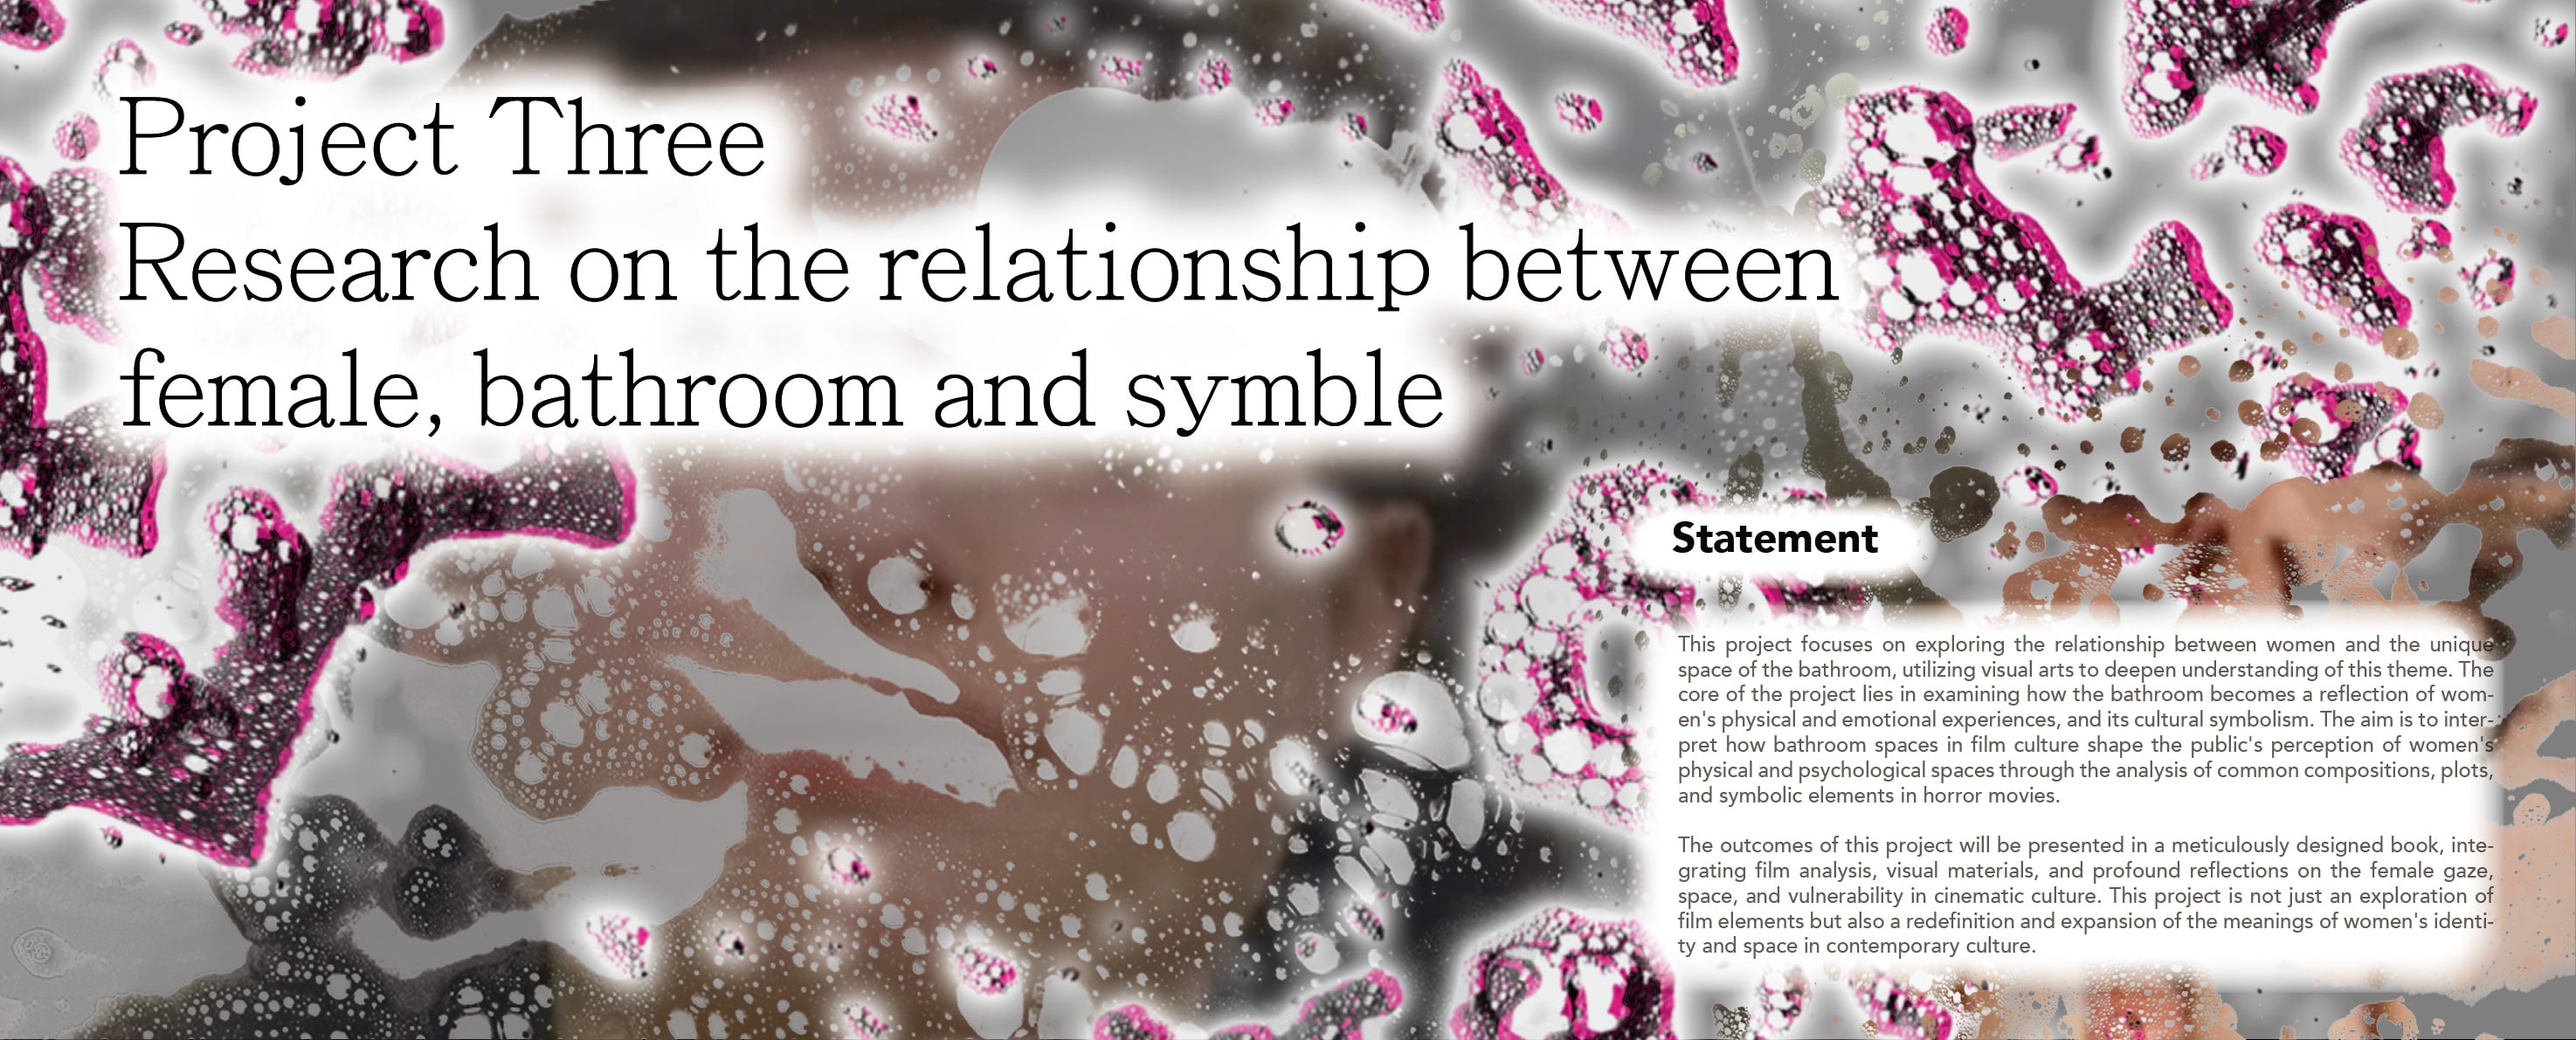 Project Three
Research on the relationship between
female, bathroom and symble
Statement
This project focuses on exploring the relationship between women and the unique
space of the bathroom, utilizing visual arts to deepen understanding of this theme. The
core of the project lies in examining how the bathroom becomes a reflection of wom-
en's physical and emotional experiences, and its cultural symbolism. The aim is to inter-
pret how bathroom spaces in film culture shape the public's perception of women's
physical and psychological spaces through the analysis of common compositions, plots,
and symbolic elements in horror movies.
The outcomes of this project will be presented in a meticulously designed book, inte-
grating film analysis, visual materials, and profound reflections on the female gaze,
space, and vulnerability in cinematic culture. This project is not just an exploration of
film elements but also a redefinition and expansion of the meanings of women's identi-
ty and space in contemporary culture.